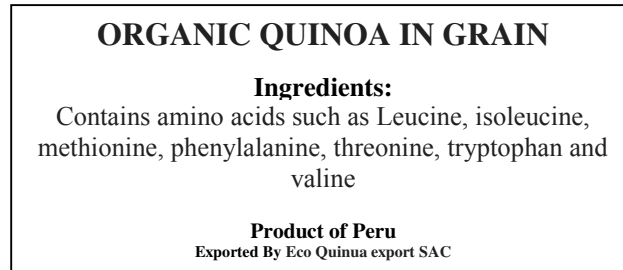 ORGANIC QUINOA IN GRAIN
Ingredients:
Contains amino acids such as Leucine, isoleucine,
methionine, phenylalanine, threonine, tryptophan and
valine
Product of Peru
Exported By Eco Quinua export SAC